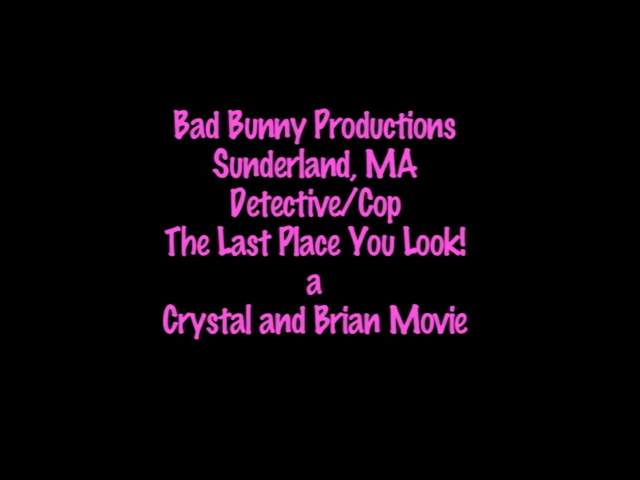 Bad Bunny Productions
Sunderland, MA
Detective/Cop
The Last Place You Look!
a
Crystal and Brian Movie